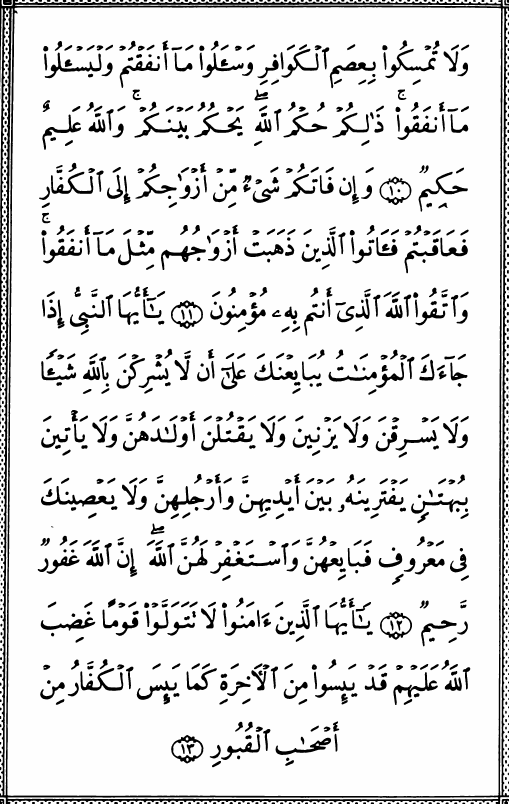 وَلَا تُمْسِكُوا۟ بِعِصَمِ ٱلْكَوَافِرِ وَسْـَٔلُوا۟ مَآ أَنفَقْتُمْ وَلْيَسْـَٔلُوا۟
مَآ أَنفَقُوا۟ ۚ ذَٰلِكُمْ حُكْمُ ٱللَّهِ ۖ يَحْكُمُ بَيْنَكُمْ ۚ وَٱللَّهُ عَلِيمٌ
حَكِيمٌ ﴿١٠﴾ وَإِن فَاتَكُمْ شَىْءٌ مِّنْ أَزْوَٰجِكُمْ إِلَى ٱلْكُفَّارِ
فَعَاقَبْتُمْ فَـَٔاتُوا۟ ٱلَّذِينَ ذَهَبَتْ أَزْوَٰجُهُم مِّثْلَ مَآ أَنفَقُوا۟ ۚ
وَٱتَّقُوا۟ ٱللَّهَ ٱلَّذِىٓ أَنتُم بِهِۦ مُؤْمِنُونَ ﴿١١﴾ يَـٰٓأَيُّهَا ٱلنَّبِىُّ إِذَا
جَآءَكَ ٱلْمُؤْمِنَـٰتُ يُبَايِعْنَكَ عَلَىٰٓ أَن لَّا يُشْرِكْنَ بِٱللَّهِ شَيْـًٔا
وَلَا يَسْرِقْنَ وَلَا يَزْنِينَ وَلَا يَقْتُلْنَ أَوْلَـٰدَهُنَّ وَلَا يَأْتِينَ
بِبُهْتَـٰنٍ يَفْتَرِينَهُۥ بَيْنَ أَيْدِيهِنَّ وَأَرْجُلِهِنَّ وَلَا يَعْصِينَكَ
فِى مَعْرُوفٍ فَبَايِعْهُنَّ وَٱسْتَغْفِرْ لَهُنَّ ٱللَّهَ ۖ إِنَّ ٱللَّهَ غَفُورٌ
رَّحِيمٌ ﴿١٢﴾ يَـٰٓأَيُّهَا ٱلَّذِينَ ءَامَنُوا۟ لَا تَتَوَلَّوْا۟ قَوْمًا غَضِبَ
ٱللَّهُ عَلَيْهِمْ قَدْ يَئِسُوا۟ مِنَ ٱلْـَٔاخِرَةِ كَمَا يَئِسَ ٱلْكُفَّارُ مِنْ
أَصْحَـٰبِ ٱلْقُبُورِ ﴿١٣﴾